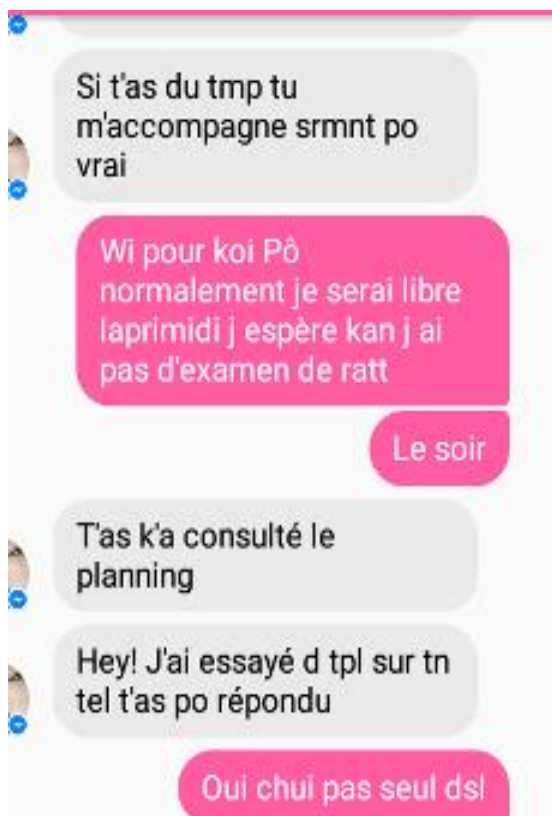 Si t'as du tmp tu
m'accompagne srmnt po
vrai
Wi pour koi Pô
normalement je serai libre
laprimidi j espère kan j ai
pas d'examen de ratt
Le soir
T'as k'a consulté le
planning
Hey! J'ai essayé d tpl sur tn
tel t'as po répondu
Oui chui pas seul dsl